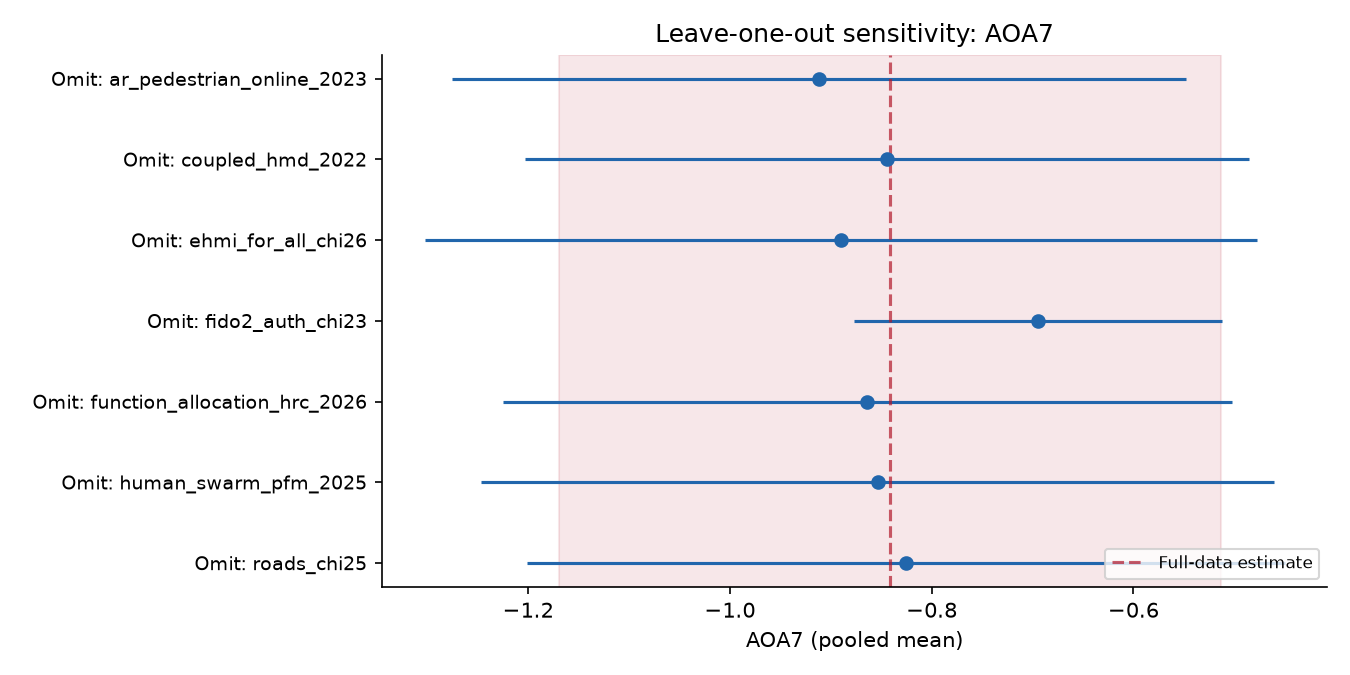 Leave-one-out sensitivity: AOA7
Omit: ar_pedestrian_online_2023
Omit: coupled_hmd_2022
Omit: ehmi_for_all_chi26
Omit: fido2_auth_chi23
Omit: function_allocation_hrc_2026
Omit: human_swarm_pfm_2025
Omit: roads_chi25
Full-data estimate
−1.2 −1.0 −0.8 −0.6
AOA7 (pooled mean)